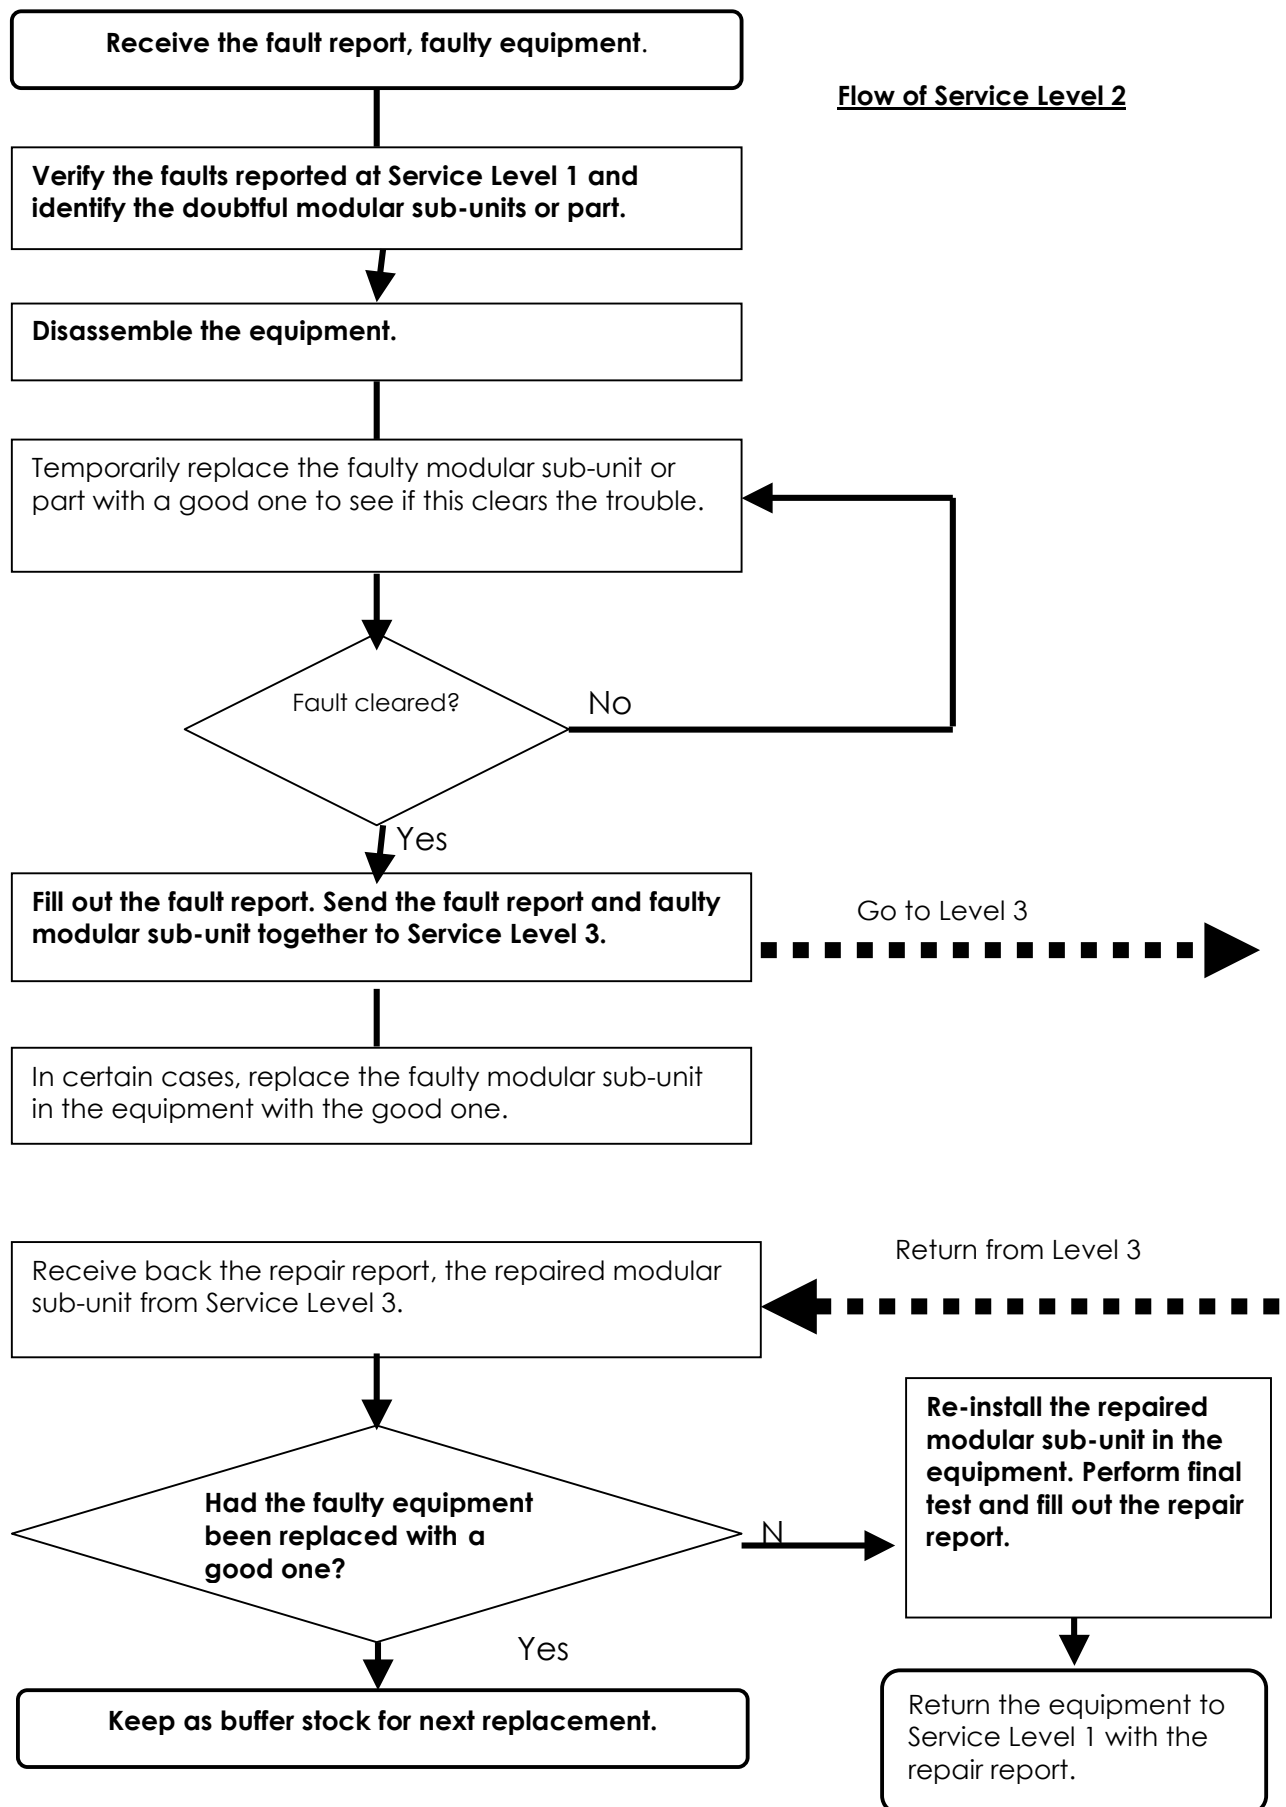 Receive the fault report, faulty equipment.
Flow of Service Level 2
Verify the faults reported at Service Level 1 and
identify the doubtful modular sub-units or part.
Disassemble the equipment.
Temporarily replace the faulty modular sub-unit or
part with a good one to see if this clears the trouble.
Fault cleared?
No
Yes
Fill out the fault report. Send the fault report and faulty
modular sub-unit together to Service Level 3.
Go to Level 3
In certain cases, replace the faulty modular sub-unit
in the equipment with the good one.
Return from Level 3
Receive back the repair report, the repaired modular
sub-unit from Service Level 3.
Had the faulty equipment
been replaced with a
good one?
N
Re-install the repaired
modular sub-unit in the
equipment. Perform final
test and fill out the repair
report.
Yes
Keep as buffer stock for next replacement.
Return the equipment to
Service Level 1 with the
repair report.